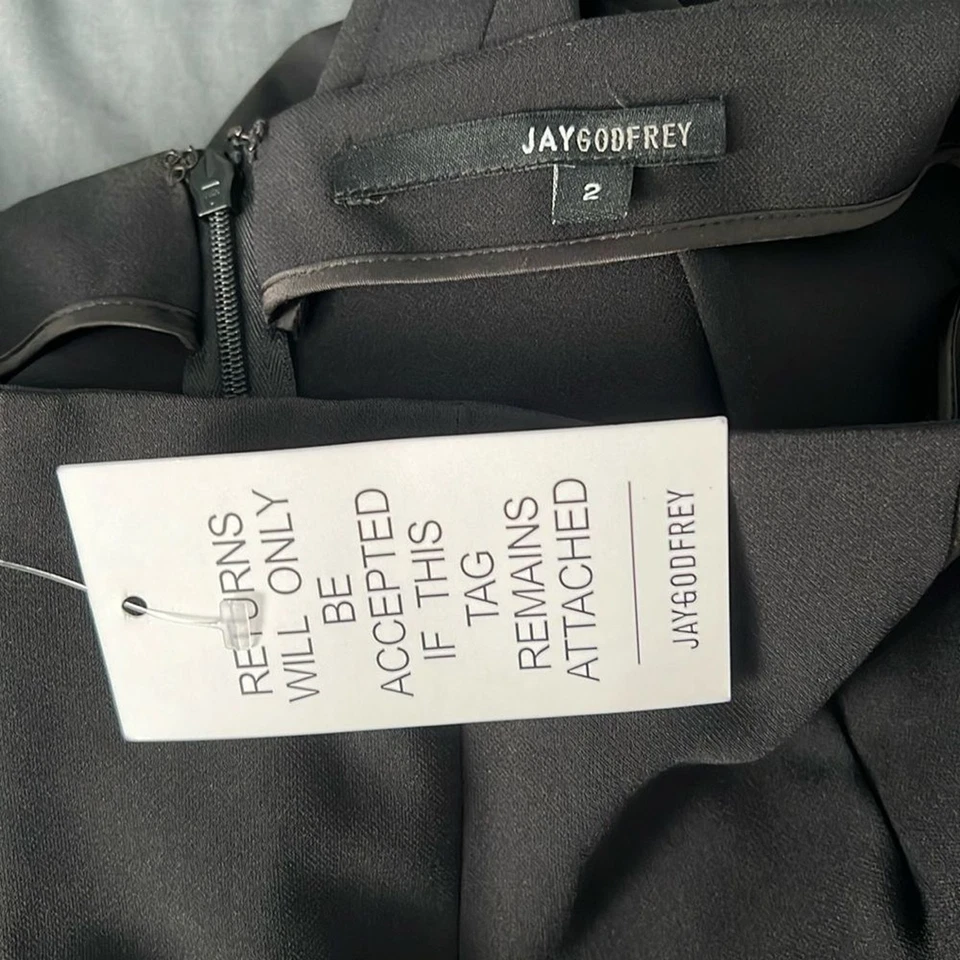 JAYGODFREY
2
RETURNS
WILL ONLY
BE
ACCEPTED
IF THIS
TAG
REMAINS
ATTACHED
JAYGODFREY